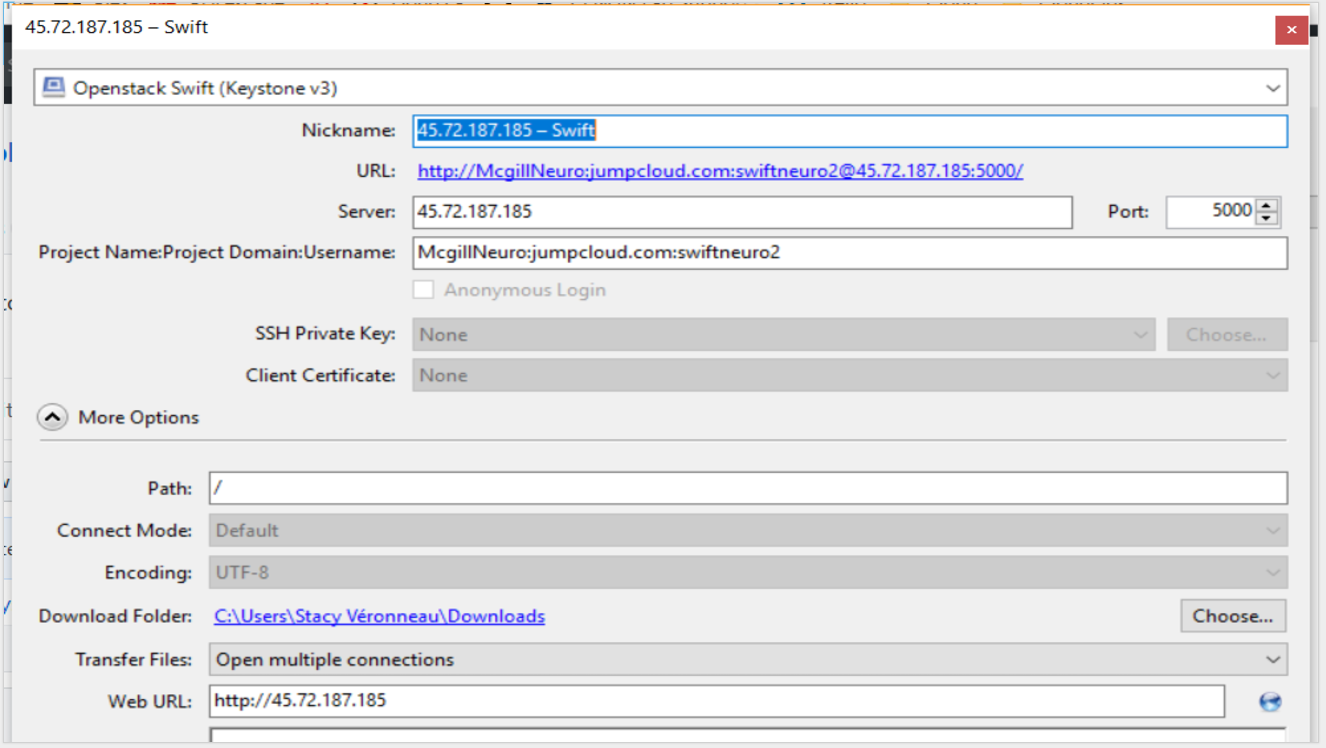 45.72.187.185 – Swift
Openstack Swift (Keystone v3)
Nickname: 45.72.187.185 – Swift
URL: http://McgillNeuro:jumpcloud.com:swiftneuro2@45.72.187.185:5000/
Server: 45.72.187.185 Port: 5000
Project Name:Project Domain:Username: McgillNeuro:jumpcloud.com:swiftneuro2
Anonymous Login
SSH Private Key: None Choose...
Client Certificate: None
More Options
Path: /
Connect Mode: Default
Encoding: UTF-8
Download Folder: C:\Users\Stacy Véronneau\Downloads Choose...
Transfer Files: Open multiple connections
Web URL: http://45.72.187.185